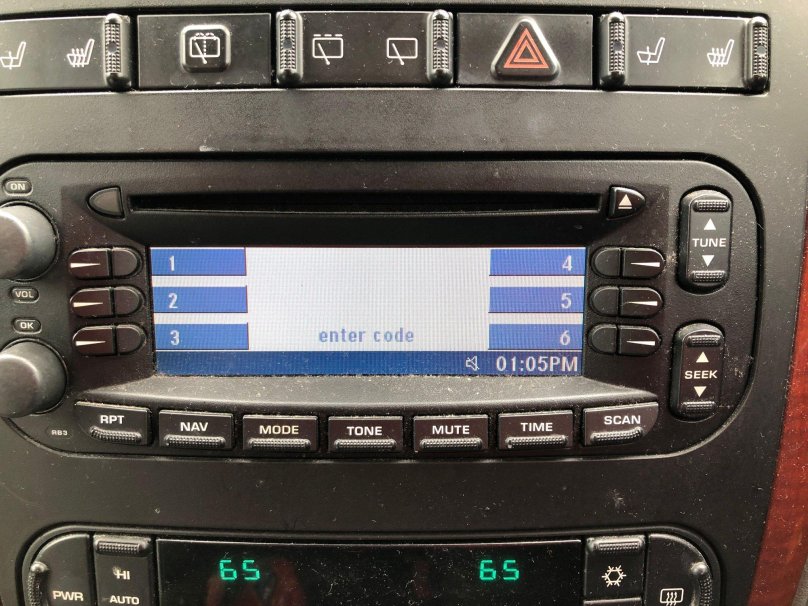 ON
TUNE
1 4
VOL
2 5
OK
3 enter code 6
01:05PM
SEEK
RB3
RPT NAV MODE TONE MUTE TIME SCAN
65 65
PWR HI
AUTO